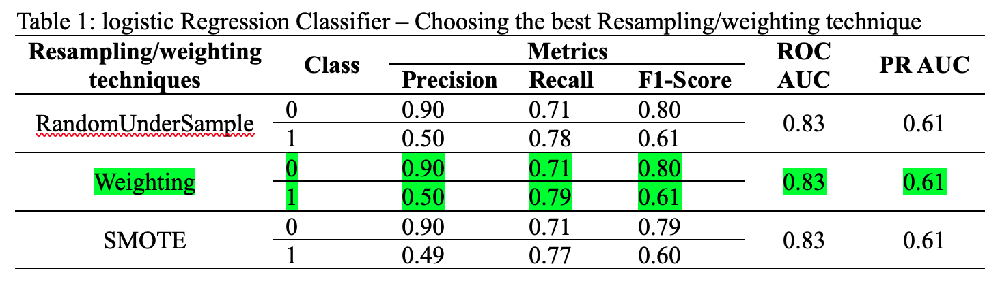 Table 1: logistic Regression Classifier – Choosing the best Resampling/weighting technique
Resampling/weighting techniques Class Metrics ROC AUC PR AUC
Precision Recall F1-Score
RandomUnderSample 0 0.90 0.71 0.80 0.83 0.61
1 0.50 0.78 0.61
Weighting 0 0.90 0.71 0.80 0.83 0.61
1 0.50 0.79 0.61
SMOTE 0 0.90 0.71 0.79 0.83 0.61
1 0.49 0.77 0.60